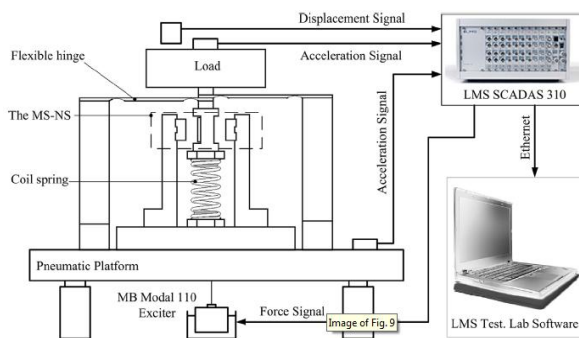 Displacement Signal
Acceleration Signal
Flexible hinge
Load
LMS SCADAS 310
The MS-NS
Acceleration Signal
Ethernet
Coil spring
Pneumatic Platform
MB Modal 110
Exciter
Force Signal
Image of Fig. 9
LMS Test. Lab Software